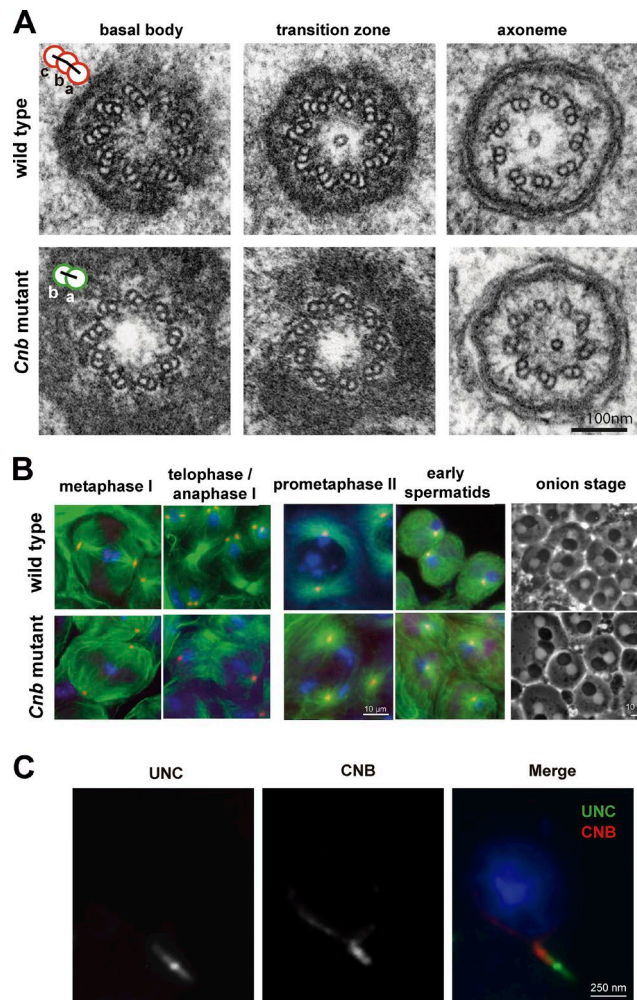 A
basal body
transition zone
axoneme
wild type
c
b
a
Cnb mutant
b
a
100nm
B
metaphase I
telophase /
anaphase I
prometaphase II
early
spermatids
onion stage
wild type
Cnb mutant
10 µm
10
C
UNC
CNB
Merge
UNC
CNB
250 nm